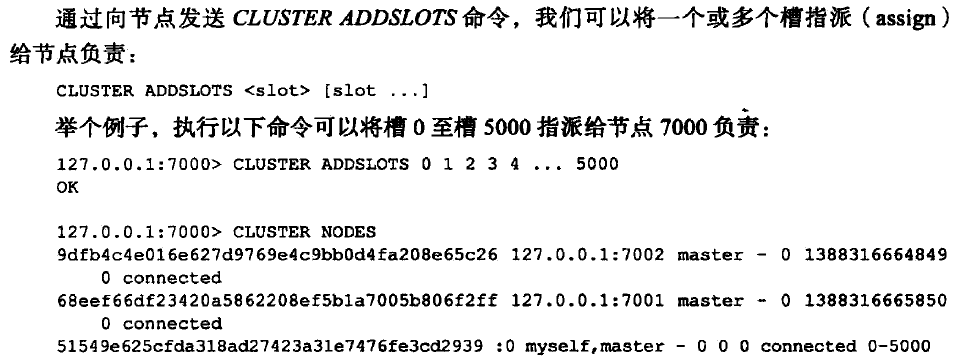 通过向节点发送 CLUSTER ADDSLOTS 命令，我们可以将一个或多个槽指派（assign）
给节点负责：
CLUSTER ADDSLOTS <slot> [slot ...]
举个例子，执行以下命令可以将槽 0 至槽 5000 指派给节点 7000 负责：
127.0.0.1:7000> CLUSTER ADDSLOTS 0 1 2 3 4 ... 5000
OK
127.0.0.1:7000> CLUSTER NODES
9dfb4c4e016e627d9769e4c9bb0d4fa208e65c26 127.0.0.1:7002 master - 0 1388316664849
0 connected
68eef66df23420a5862208ef5b1a7005b806f2ff 127.0.0.1:7001 master - 0 1388316665850
0 connected
51549e625cfda318ad27423a31e7476fe3cd2939 :0 myself,master - 0 0 0 connected 0-5000